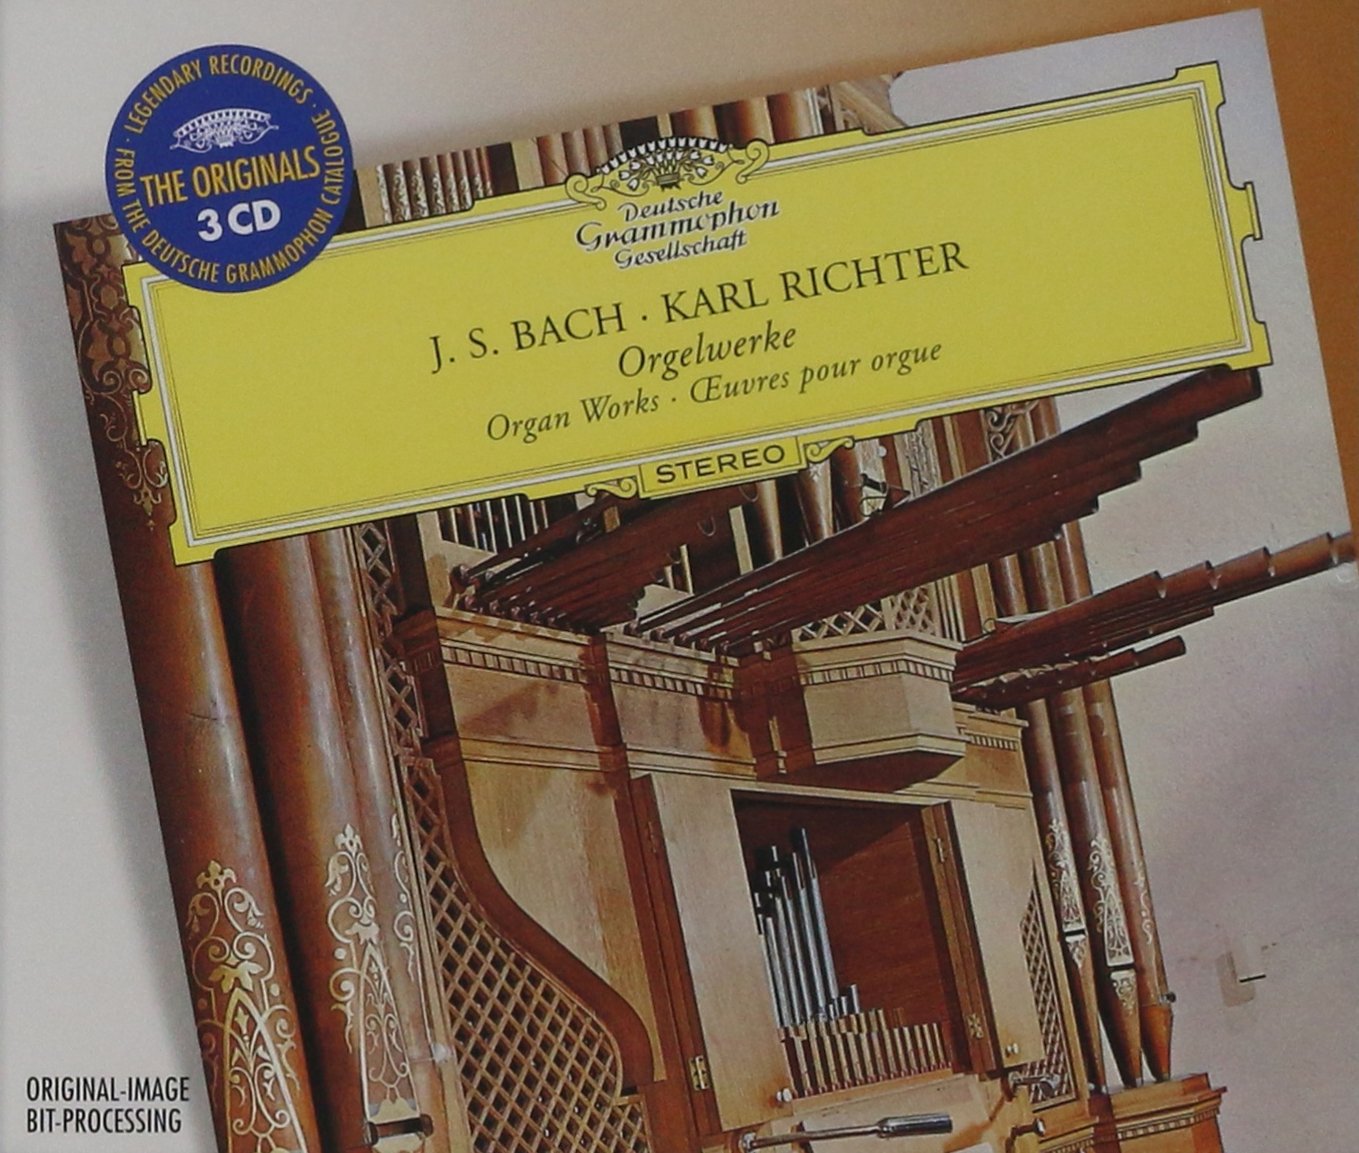 · LEGENDARY RECORDINGS ·
FROM THE DEUTSCHE GRAMMOPHON CATALOGUE
THE ORIGINALS
3 CD
Deutsche
Grammophon
Gesellschaft
J. S. BACH · KARL RICHTER
Orgelwerke
Organ Works · Œuvres pour orgue
STEREO
ORIGINAL-IMAGE
BIT-PROCESSING